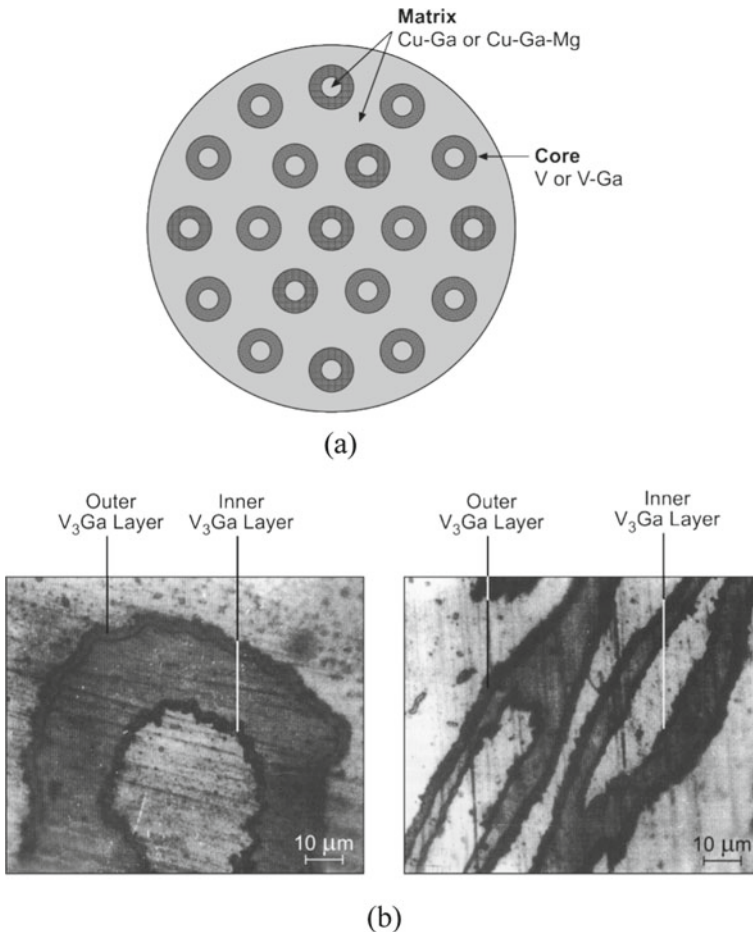 Matrix
Cu-Ga or Cu-Ga-Mg
Core
V or V-Ga
(a)
Outer
V₃Ga Layer
Inner
V₃Ga Layer
Outer
V₃Ga Layer
Inner
V₃Ga Layer
10 μm
10 μm
(b)